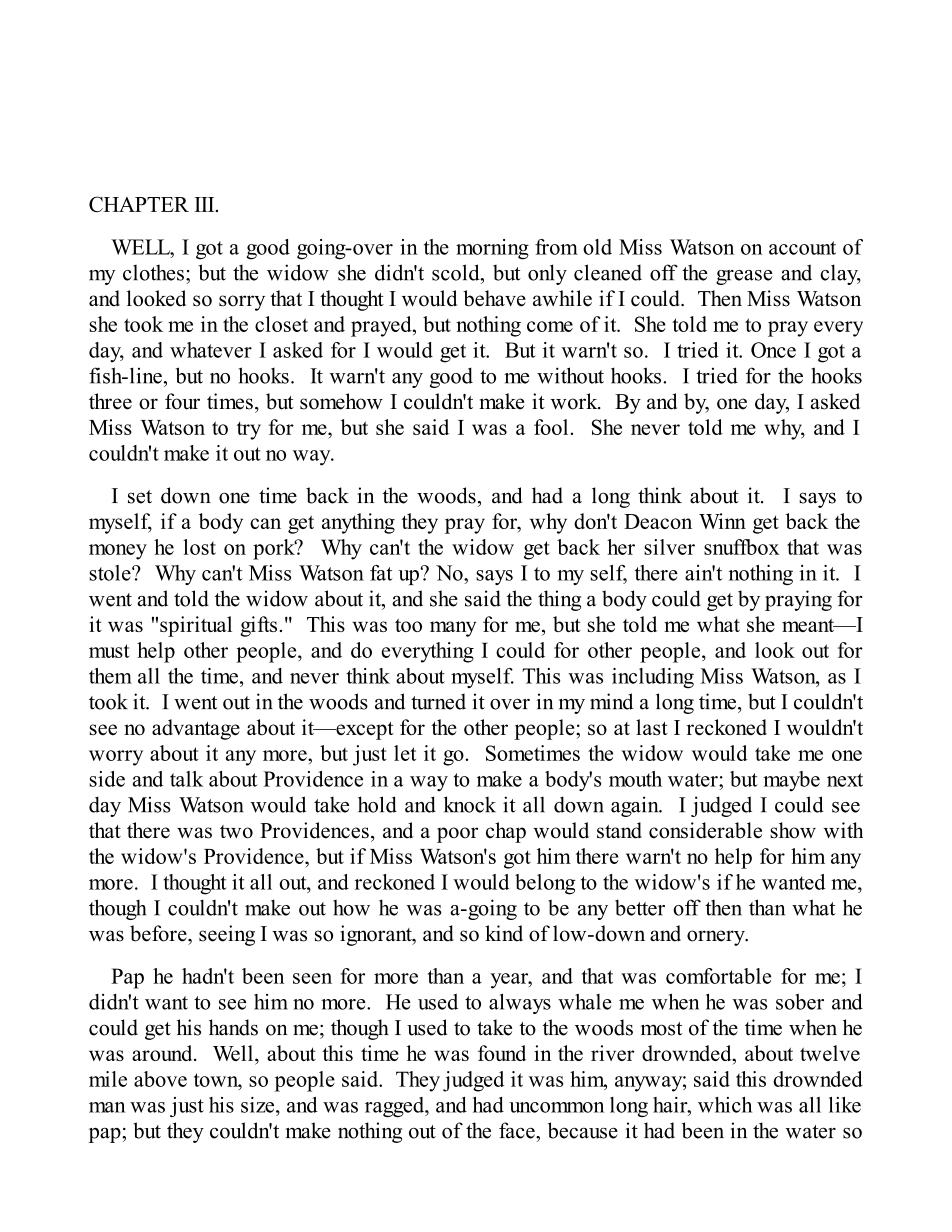 CHAPTER III.
WELL, I got a good going-over in the morning from old Miss Watson on account of
my clothes; but the widow she didn't scold, but only cleaned off the grease and clay,
and looked so sorry that I thought I would behave awhile if I could.  Then Miss Watson
she took me in the closet and prayed, but nothing come of it.  She told me to pray every
day, and whatever I asked for I would get it.  But it warn't so.  I tried it. Once I got a
fish-line, but no hooks.  It warn't any good to me without hooks.  I tried for the hooks
three or four times, but somehow I couldn't make it work.  By and by, one day, I asked
Miss Watson to try for me, but she said I was a fool.  She never told me why, and I
couldn't make it out no way.
I set down one time back in the woods, and had a long think about it.  I says to
myself, if a body can get anything they pray for, why don't Deacon Winn get back the
money he lost on pork?  Why can't the widow get back her silver snuffbox that was
stole?  Why can't Miss Watson fat up? No, says I to my self, there ain't nothing in it.  I
went and told the widow about it, and she said the thing a body could get by praying for
it was "spiritual gifts."  This was too many for me, but she told me what she meant—I
must help other people, and do everything I could for other people, and look out for
them all the time, and never think about myself. This was including Miss Watson, as I
took it.  I went out in the woods and turned it over in my mind a long time, but I couldn't
see no advantage about it—except for the other people; so at last I reckoned I wouldn't
worry about it any more, but just let it go.  Sometimes the widow would take me one
side and talk about Providence in a way to make a body's mouth water; but maybe next
day Miss Watson would take hold and knock it all down again.  I judged I could see
that there was two Providences, and a poor chap would stand considerable show with
the widow's Providence, but if Miss Watson's got him there warn't no help for him any
more.  I thought it all out, and reckoned I would belong to the widow's if he wanted me,
though I couldn't make out how he was a-going to be any better off then than what he
was before, seeing I was so ignorant, and so kind of low-down and ornery.
Pap he hadn't been seen for more than a year, and that was comfortable for me; I
didn't want to see him no more.  He used to always whale me when he was sober and
could get his hands on me; though I used to take to the woods most of the time when he
was around.  Well, about this time he was found in the river drownded, about twelve
mile above town, so people said.  They judged it was him, anyway; said this drownded
man was just his size, and was ragged, and had uncommon long hair, which was all like
pap; but they couldn't make nothing out of the face, because it had been in the water so